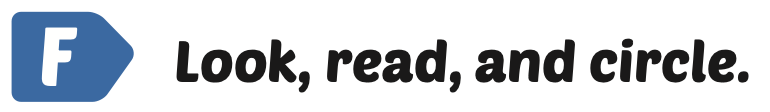 F Look, read, and circle.